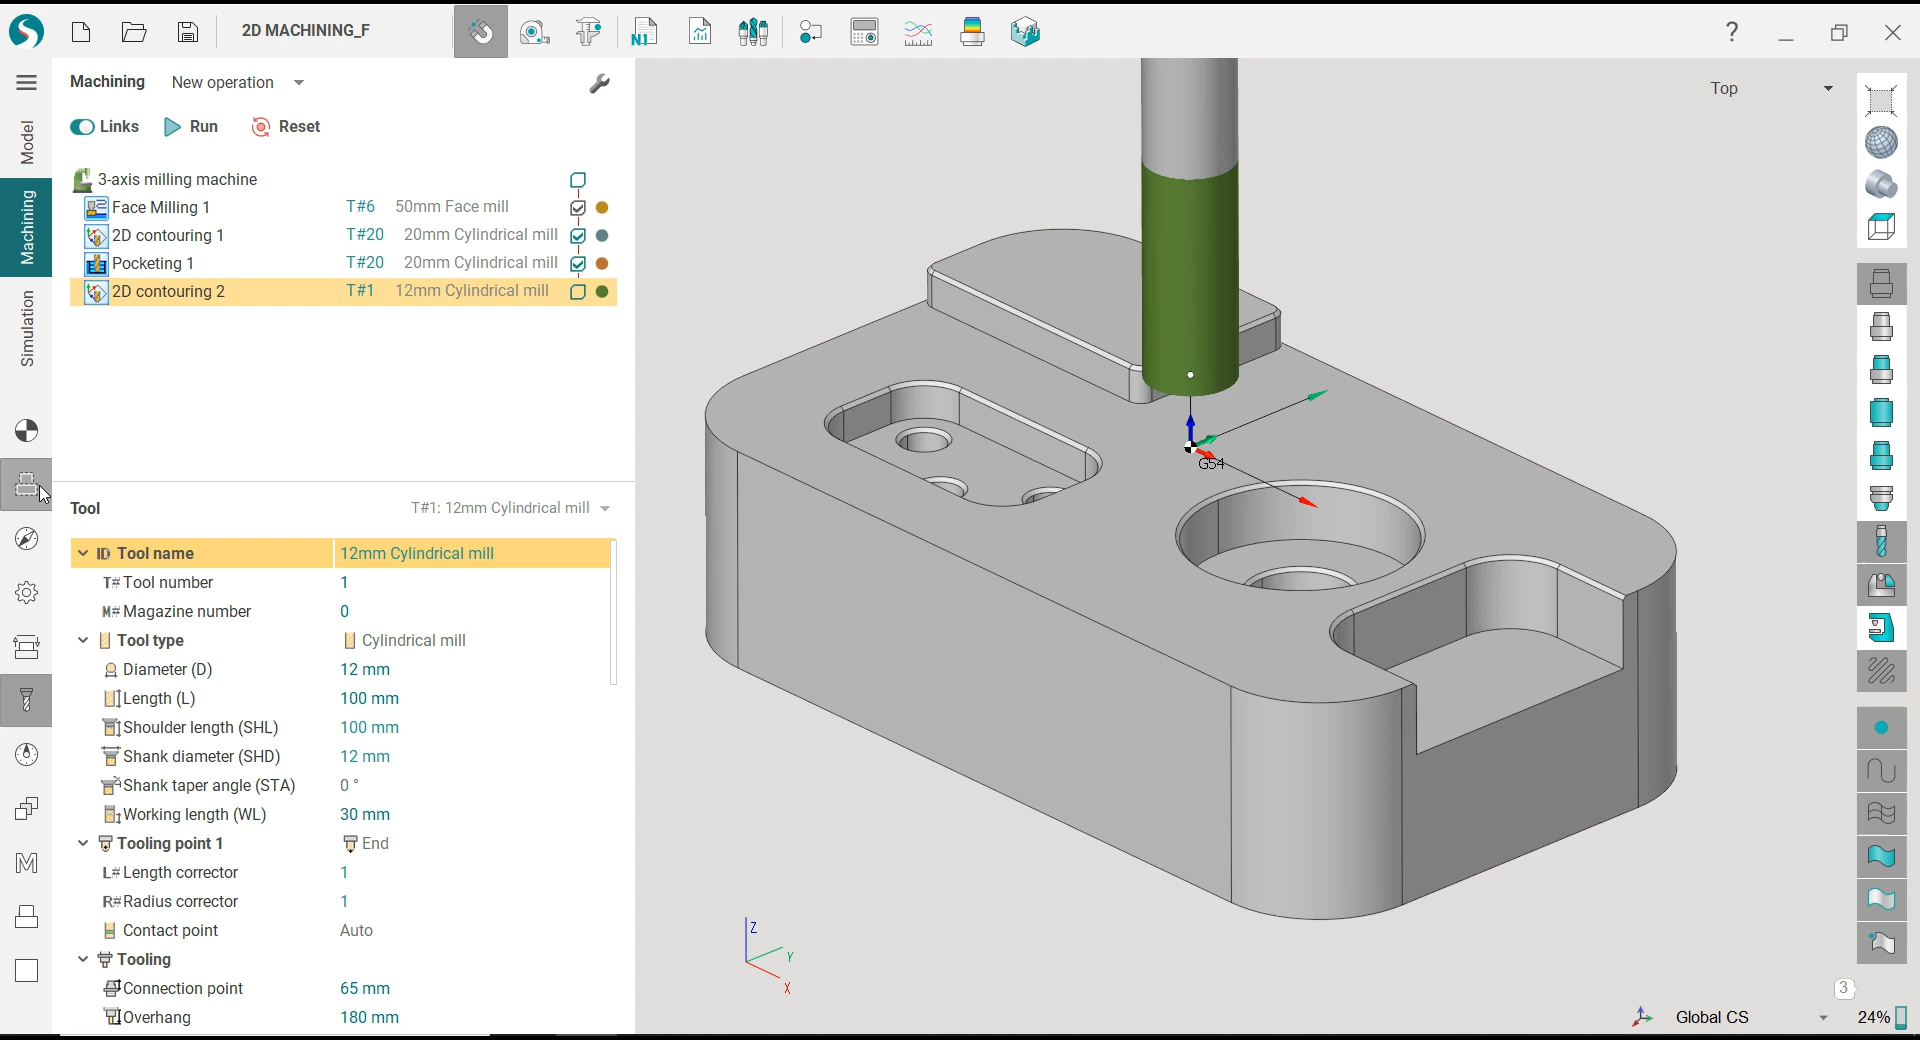 2D MACHINING_F
N1
?
Machining New operation
Links Run Reset
Model
Machining
Simulation
3-axis milling machine
Face Milling 1 T#6 50mm Face mill
2D contouring 1 T#20 20mm Cylindrical mill
Pocketing 1 T#20 20mm Cylindrical mill
2D contouring 2 T#1 12mm Cylindrical mill
Tool T#1: 12mm Cylindrical mill
ID Tool name 12mm Cylindrical mill
T# Tool number 1
M# Magazine number 0
Tool type Cylindrical mill
Diameter (D) 12 mm
Length (L) 100 mm
Shoulder length (SHL) 100 mm
Shank diameter (SHD) 12 mm
Shank taper angle (STA) 0 °
Working length (WL) 30 mm
Tooling point 1 End
L# Length corrector 1
R# Radius corrector 1
Contact point Auto
Tooling
Connection point 65 mm
Overhang 180 mm
Top
G54
Z
Y
X
3
Global CS 24%